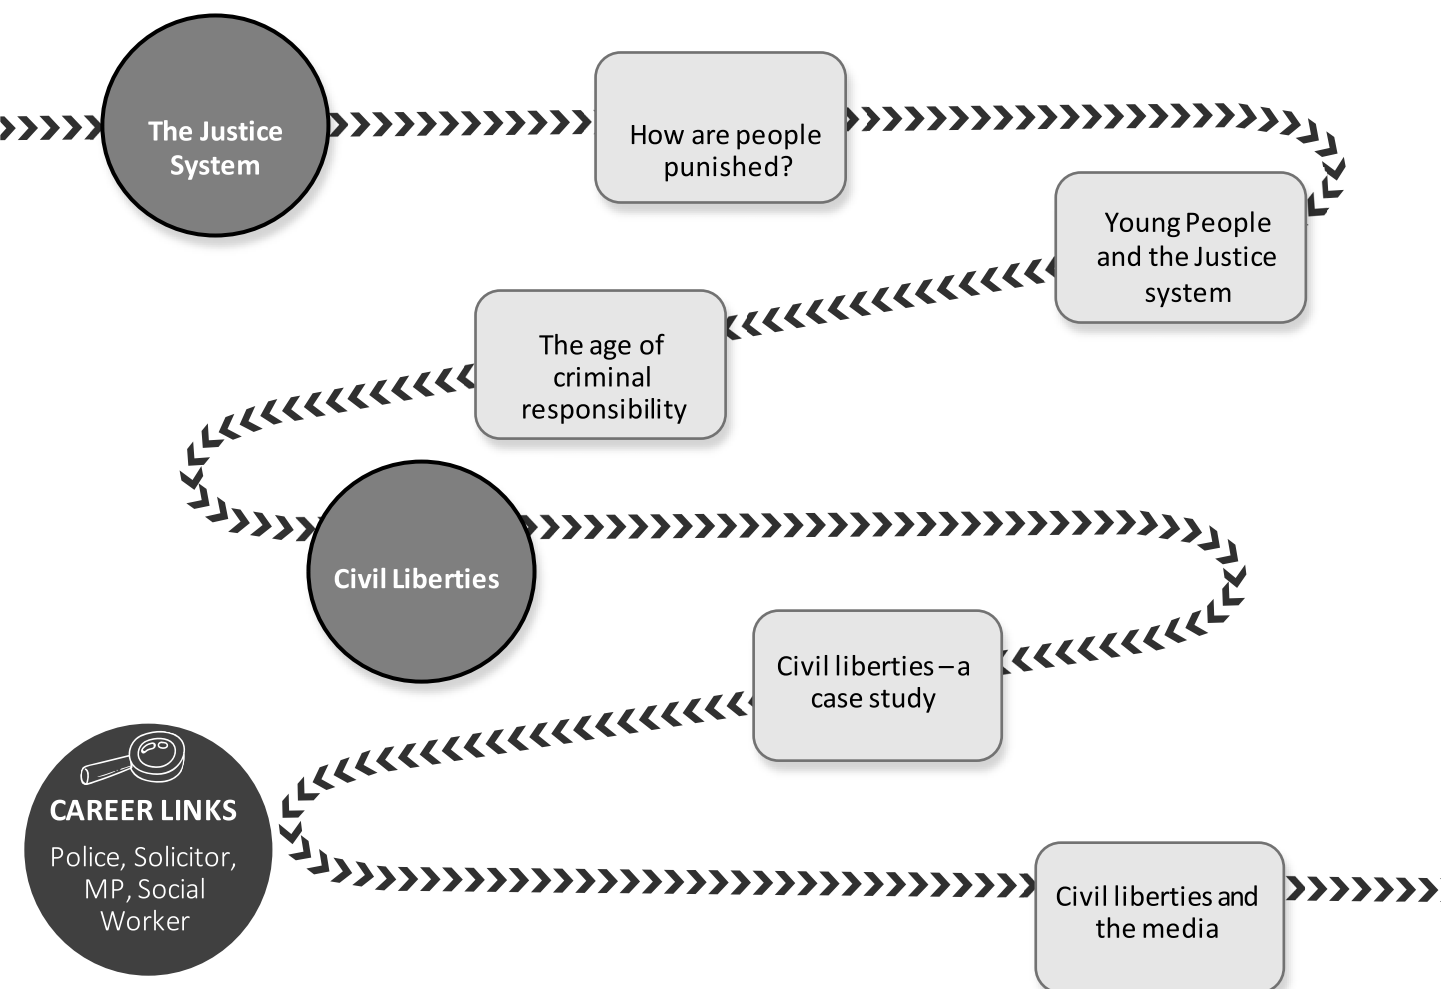 The Justice
System
How are people
punished?
Young People
and the Justice
system
The age of
criminal
responsibility
Civil Liberties
Civil liberties – a
case study
CAREER LINKS
Police, Solicitor,
MP, Social
Worker
Civil liberties and
the media